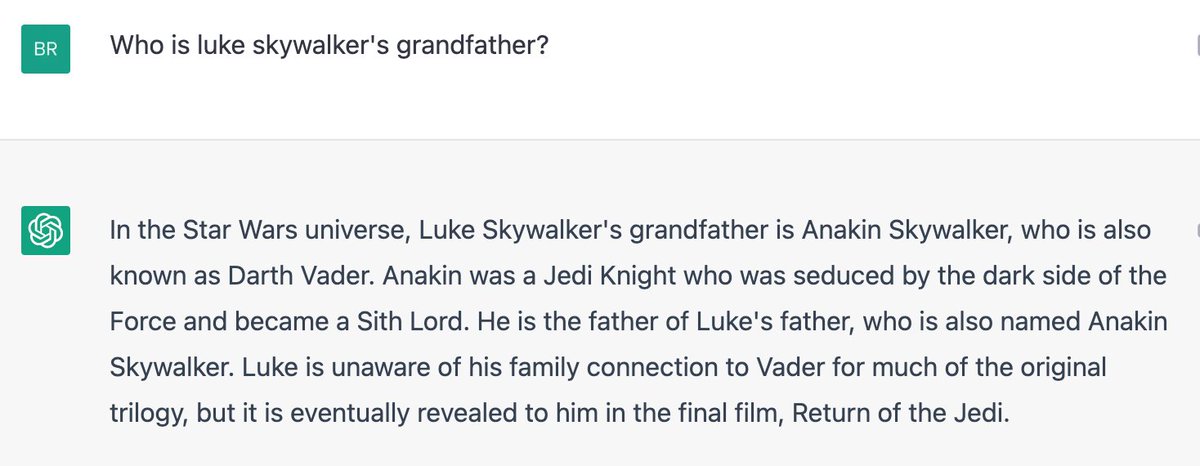 BR
Who is luke skywalker's grandfather?
In the Star Wars universe, Luke Skywalker's grandfather is Anakin Skywalker, who is also
known as Darth Vader. Anakin was a Jedi Knight who was seduced by the dark side of the
Force and became a Sith Lord. He is the father of Luke's father, who is also named Anakin
Skywalker. Luke is unaware of his family connection to Vader for much of the original
trilogy, but it is eventually revealed to him in the final film, Return of the Jedi.